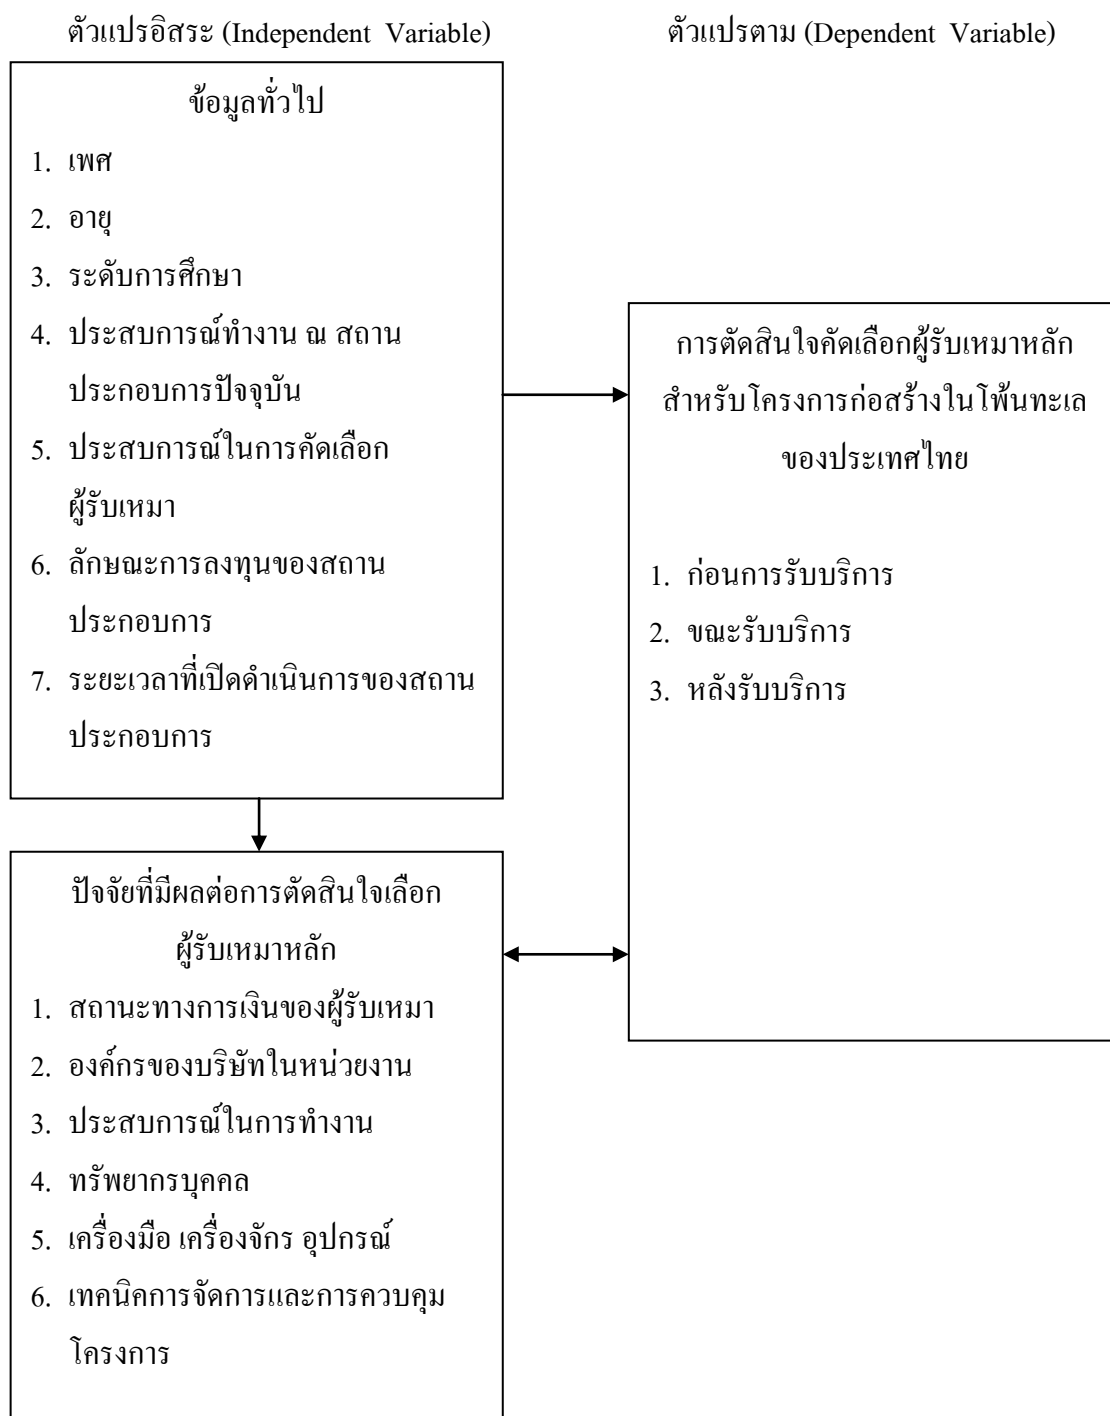 ตัวแปรอิสระ (Independent Variable)
ตัวแปรตาม (Dependent Variable)
ข้อมูลทั่วไป
1. เพศ
2. อายุ
3. ระดับการศึกษา
4. ประสบการณ์ทำงาน ณ สถาน
ประกอบการปัจจุบัน
5. ประสบการณ์ในการคัดเลือก
ผู้รับเหมา
6. ลักษณะการลงทุนของสถาน
ประกอบการ
7. ระยะเวลาที่เปิดดำเนินการของสถาน
ประกอบการ
การตัดสินใจคัดเลือกผู้รับเหมาหลัก
สำหรับโครงการก่อสร้างในโพ้นทะเล
ของประเทศไทย
1. ก่อนการรับบริการ
2. ขณะรับบริการ
3. หลังรับบริการ
ปัจจัยที่มีผลต่อการตัดสินใจเลือก
ผู้รับเหมาหลัก
1. สถานะทางการเงินของผู้รับเหมา
2. องค์กรของบริษัทในหน่วยงาน
3. ประสบการณ์ในการทำงาน
4. ทรัพยากรบุคคล
5. เครื่องมือ เครื่องจักร อุปกรณ์
6. เทคนิคการจัดการและการควบคุม
โครงการ